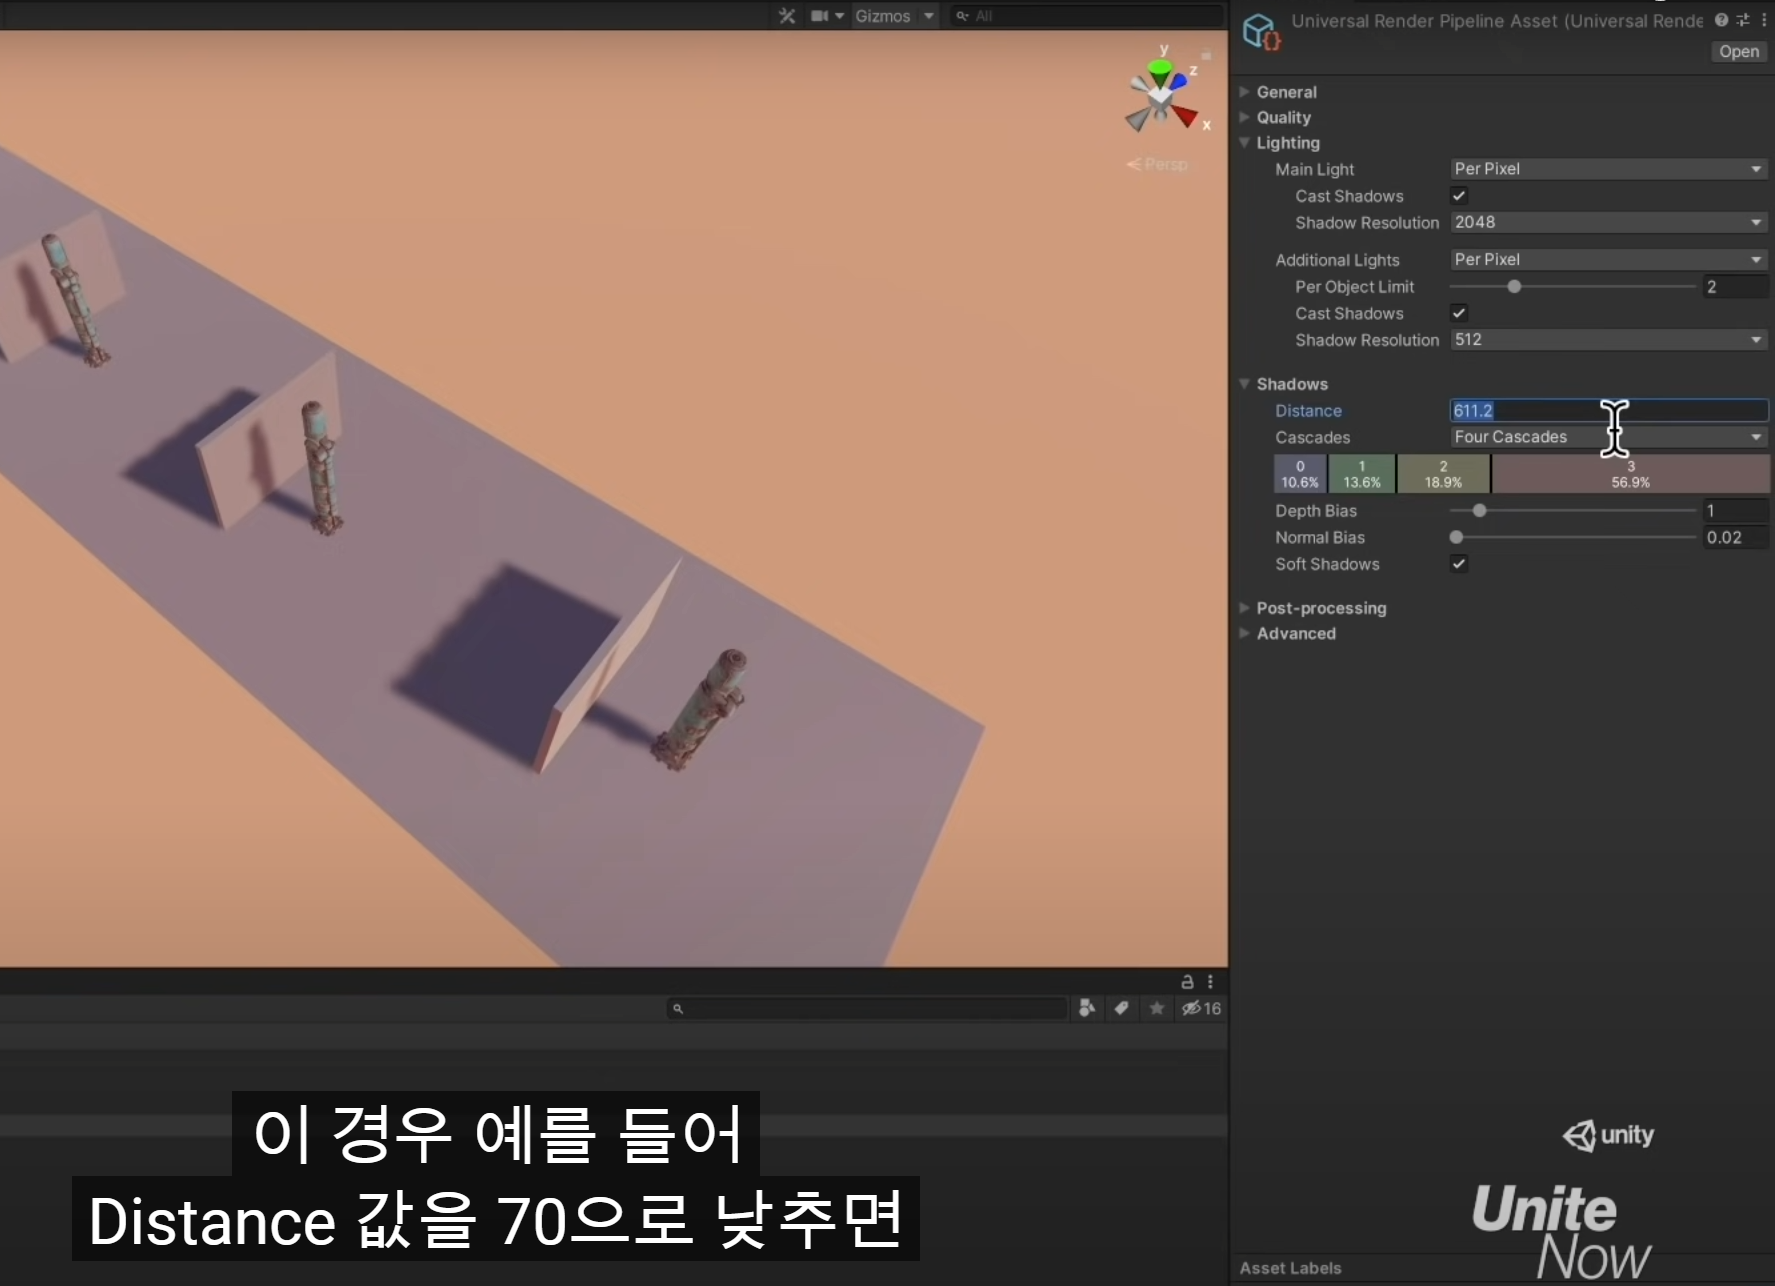 Gizmos
All
Universal Render Pipeline Asset (Universal Rende
Open
y
z
x
Persp
General
Quality
Lighting
Main Light Per Pixel
Cast Shadows
Shadow Resolution 2048
Additional Lights Per Pixel
Per Object Limit 2
Cast Shadows
Shadow Resolution 512
Shadows
Distance 611.2
Cascades Four Cascades
0 1 2 3
10.6% 13.6% 18.9% 56.9%
Depth Bias 1
Normal Bias 0.02
Soft Shadows
Post-processing
Advanced
16
이 경우 예를 들어
Distance 값을 70으로 낮추면
unity
Unite
Now
Asset Labels